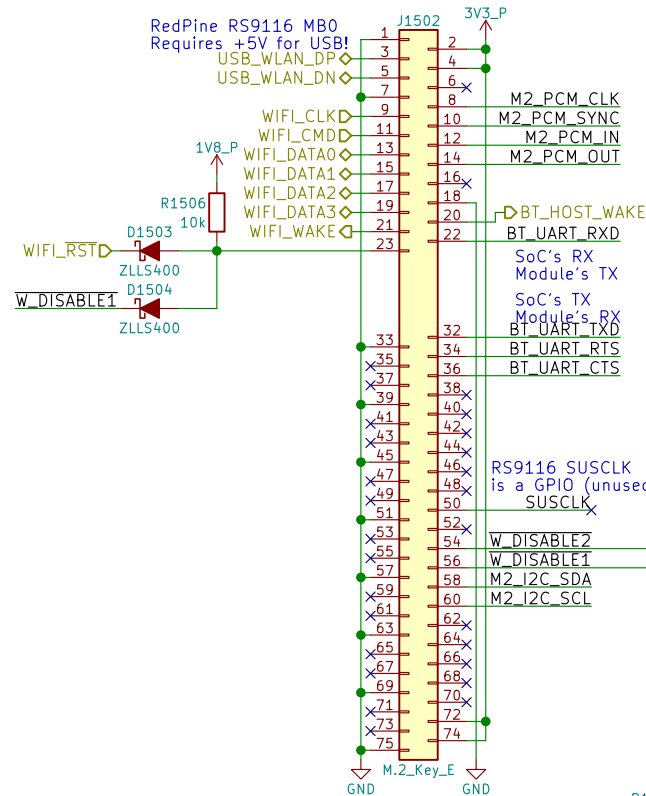 RedPine RS9116 MB0
Requires +5V for USB!
J1502
3V3_P
USB_WLAN_DP
USB_WLAN_DN
WIFI_CLK
WIFI_CMD
WIFI_DATA0
WIFI_DATA1
WIFI_DATA2
WIFI_DATA3
WIFI_WAKE
1V8_P
R1506
10k
D1503
WIFI_RST
ZLLS400
D1504
W_DISABLE1
ZLLS400
1
3
5
7
9
11
13
15
17
19
21
23
33
35
37
39
41
43
45
47
49
51
53
55
57
59
61
63
65
67
69
71
73
75
2
4
6
8
10
12
14
16
18
20
22
32
34
36
38
40
42
44
46
48
50
52
54
56
58
60
62
64
66
68
70
72
74
M2_PCM_CLK
M2_PCM_SYNC
M2_PCM_IN
M2_PCM_OUT
BT_HOST_WAKE
BT_UART_RXD
SoC's RX
Module's TX
SoC's TX
Module's RX
BT_UART_TXD
BT_UART_RTS
BT_UART_CTS
RS9116 SUSCLK
is a GPIO (unused
SUSCLK
W_DISABLE2
W_DISABLE1
M2_I2C_SDA
M2_I2C_SCL
M.2_Key_E
GND
GND